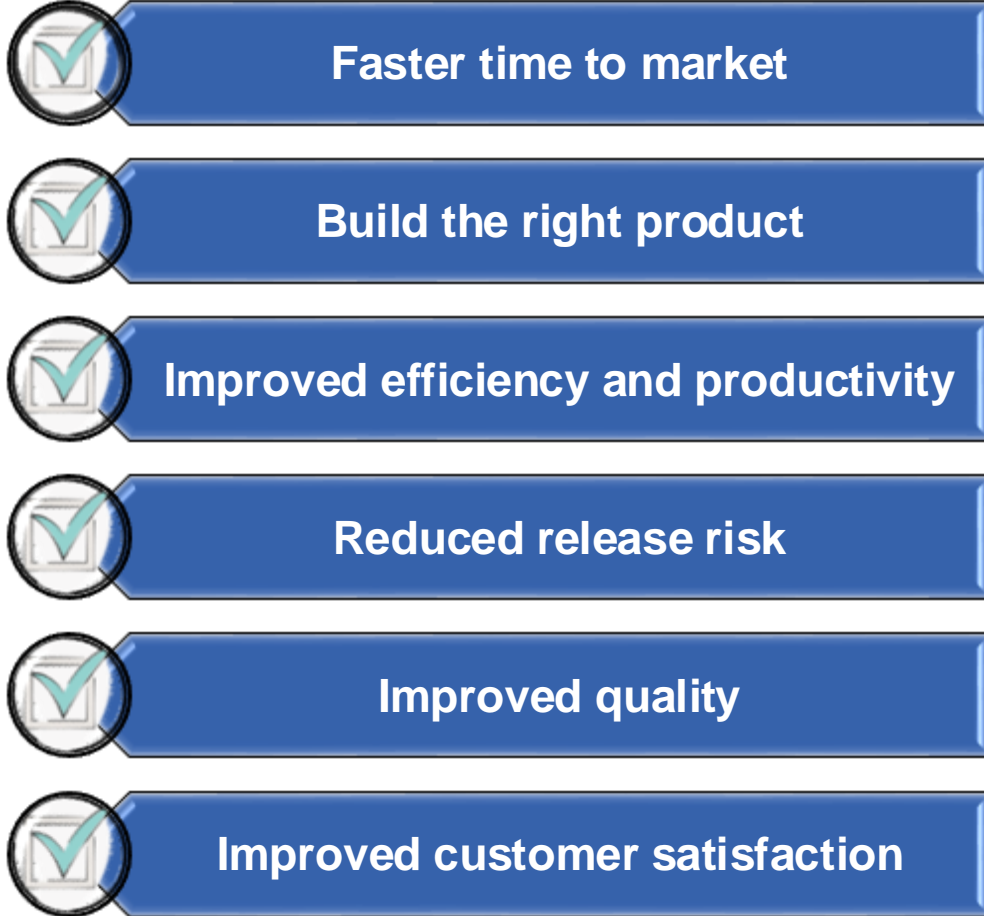 Faster time to market
Build the right product
Improved efficiency and productivity
Reduced release risk
Improved quality
Improved customer satisfaction